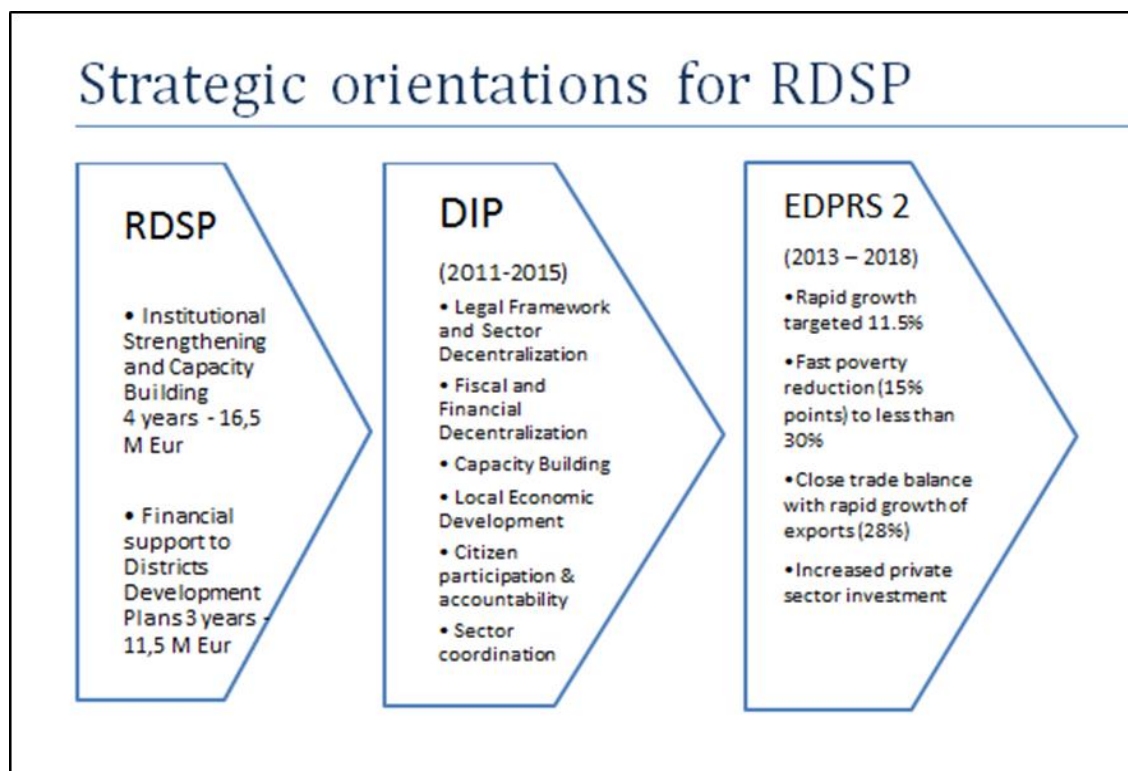 Strategic orientations for RDSP
RDSP
• Institutional
Strengthening
and Capacity
Building
4 years - 16,5
M Eur
• Financial
support to
Districts
Development
Plans 3 years -
11,5 M Eur
DIP
(2011-2015)
• Legal Framework
and Sector
Decentralization
• Fiscal and
Financial
Decentralization
• Capacity Building
• Local Economic
Development
• Citizen
participation &
accountability
• Sector
coordination
EDPRS 2
(2013 – 2018)
•Rapid growth
targeted 11.5%
•Fast poverty
reduction (15%
points) to less than
30%
•Close trade balance
with rapid growth of
exports (28%)
•Increased private
sector investment